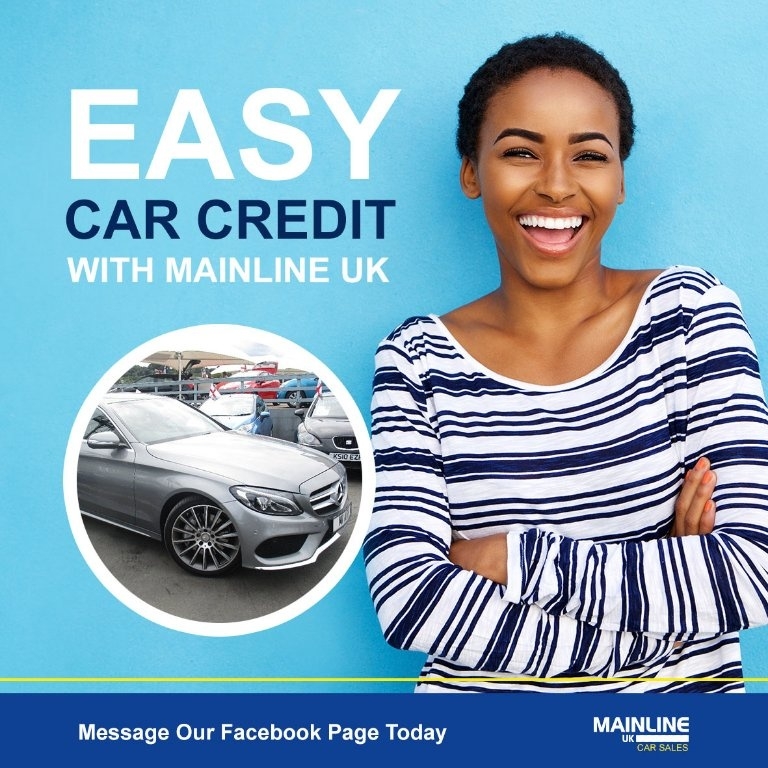 EASY
CAR CREDIT
WITH MAINLINE UK
Message Our Facebook Page Today
MAINLINE
UK
CAR SALES